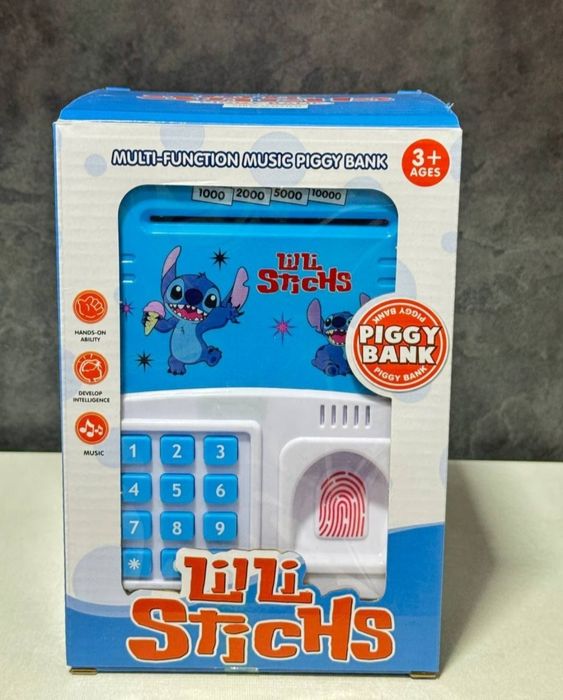 MULTI-FUNCTION MUSIC PIGGY BANK
3+
AGES
1000 2000 5000 10000
LiLLi
SticHs
PIGGY BANK
PIGGY
BANK
PIGGY BANK
HANDS-ON
ABILITY
DEVELOP
INTELLIGENCE
MUSIC
1 2 3
4 5 6
7 8 9
*
LiLLi
SticHs